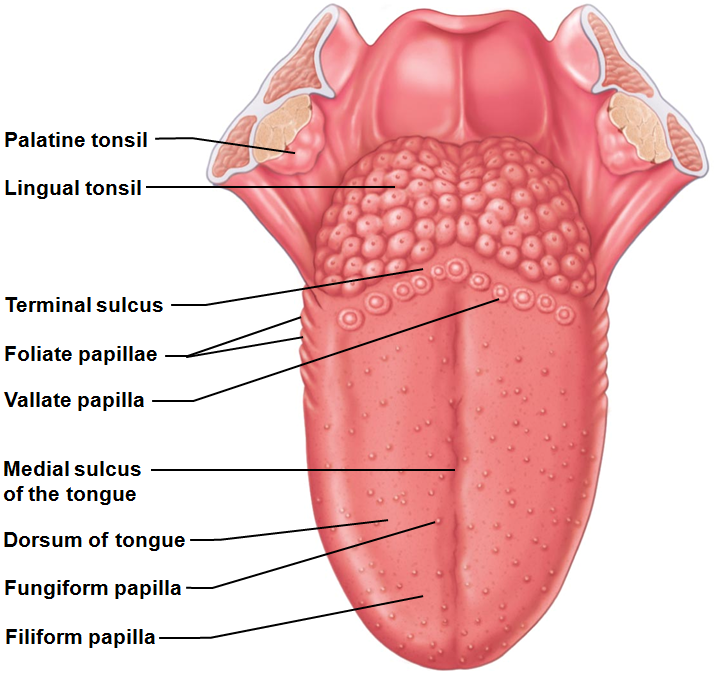 Palatine tonsil
Lingual tonsil
Terminal sulcus
Foliate papillae
Vallate papilla
Medial sulcus
of the tongue
Dorsum of tongue
Fungiform papilla
Filiform papilla